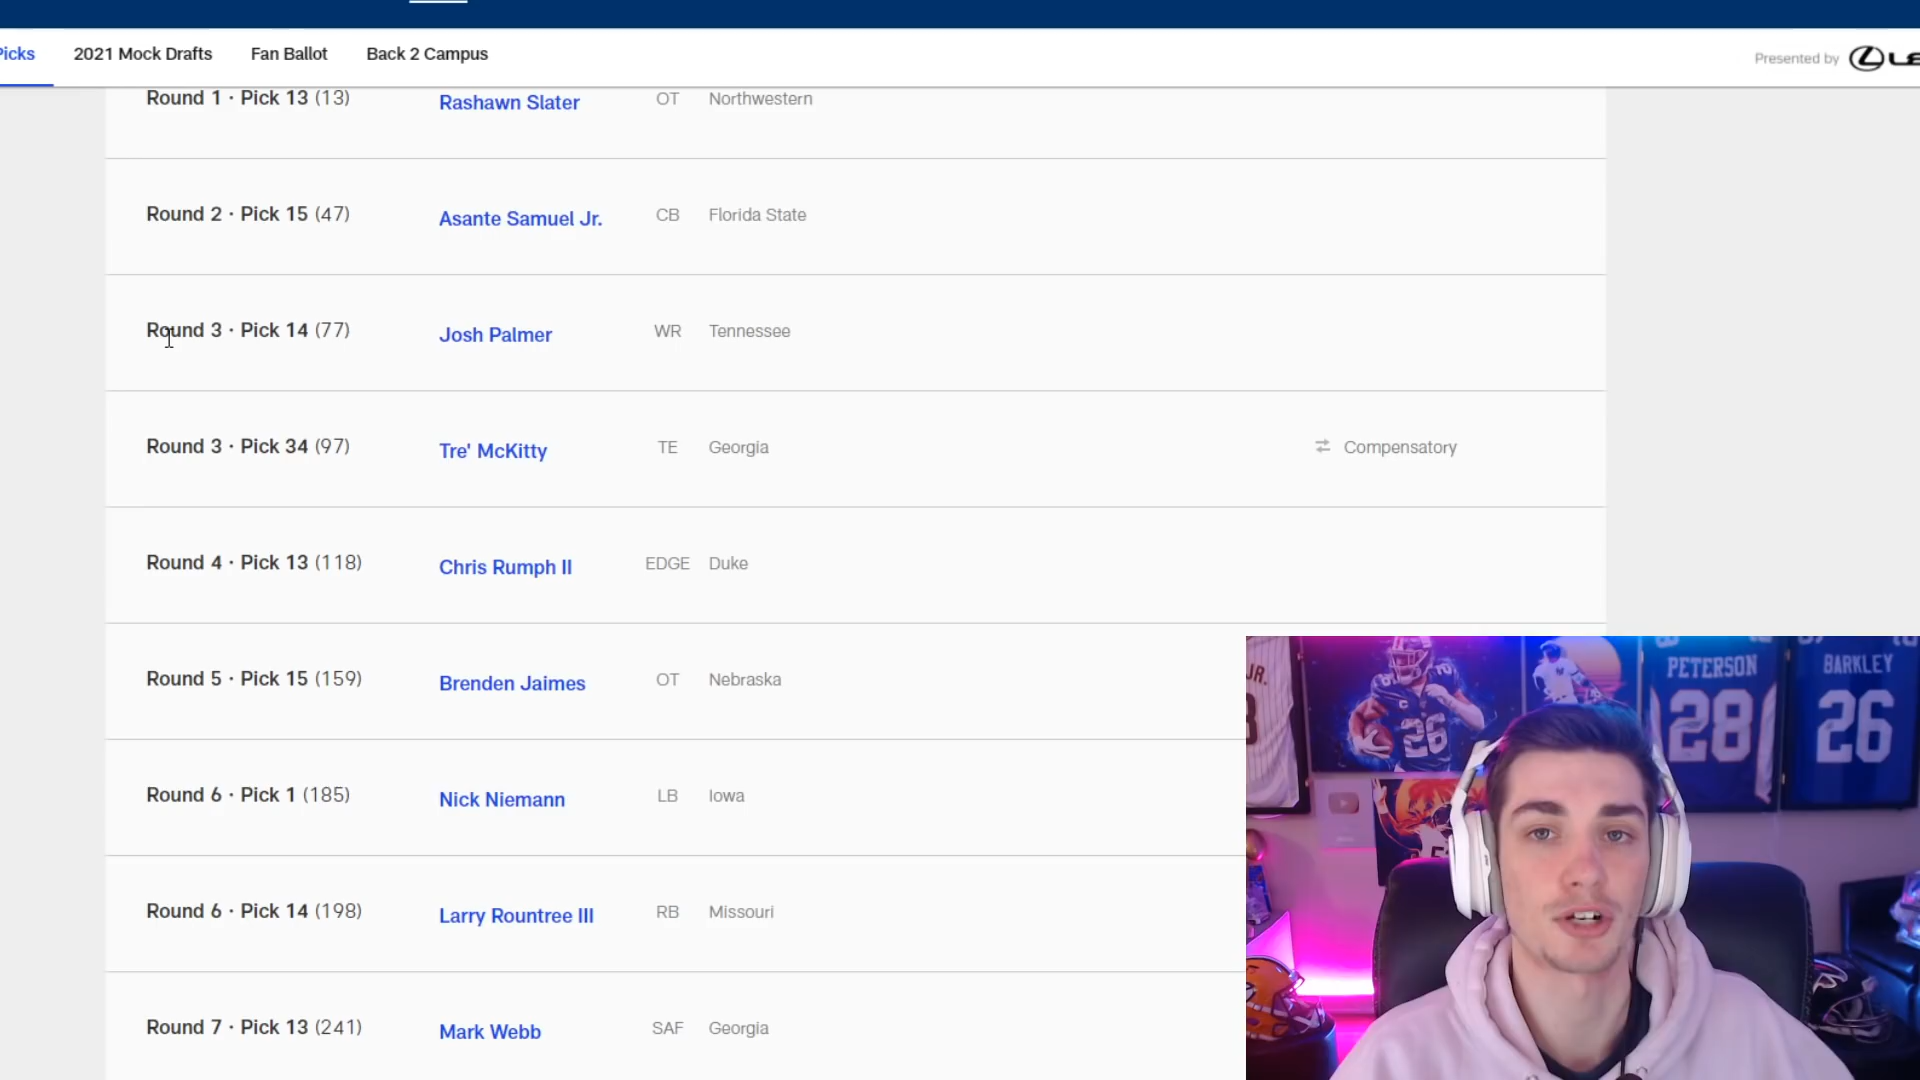 Picks 2021 Mock Drafts Fan Ballot Back 2 Campus Presented by LE
Round 1 · Pick 13 (13) Rashawn Slater OT Northwestern
Round 2 · Pick 15 (47) Asante Samuel Jr. CB Florida State
Round 3 · Pick 14 (77) Josh Palmer WR Tennessee
Round 3 · Pick 34 (97) Tre' McKitty TE Georgia Compensatory
Round 4 · Pick 13 (118) Chris Rumph II EDGE Duke
Round 5 · Pick 15 (159) Brenden Jaimes OT Nebraska
Round 6 · Pick 1 (185) Nick Niemann LB Iowa
Round 6 · Pick 14 (198) Larry Rountree III RB Missouri
Round 7 · Pick 13 (241) Mark Webb SAF Georgia
JR.
26
PETERSON
28
BARKLEY
26